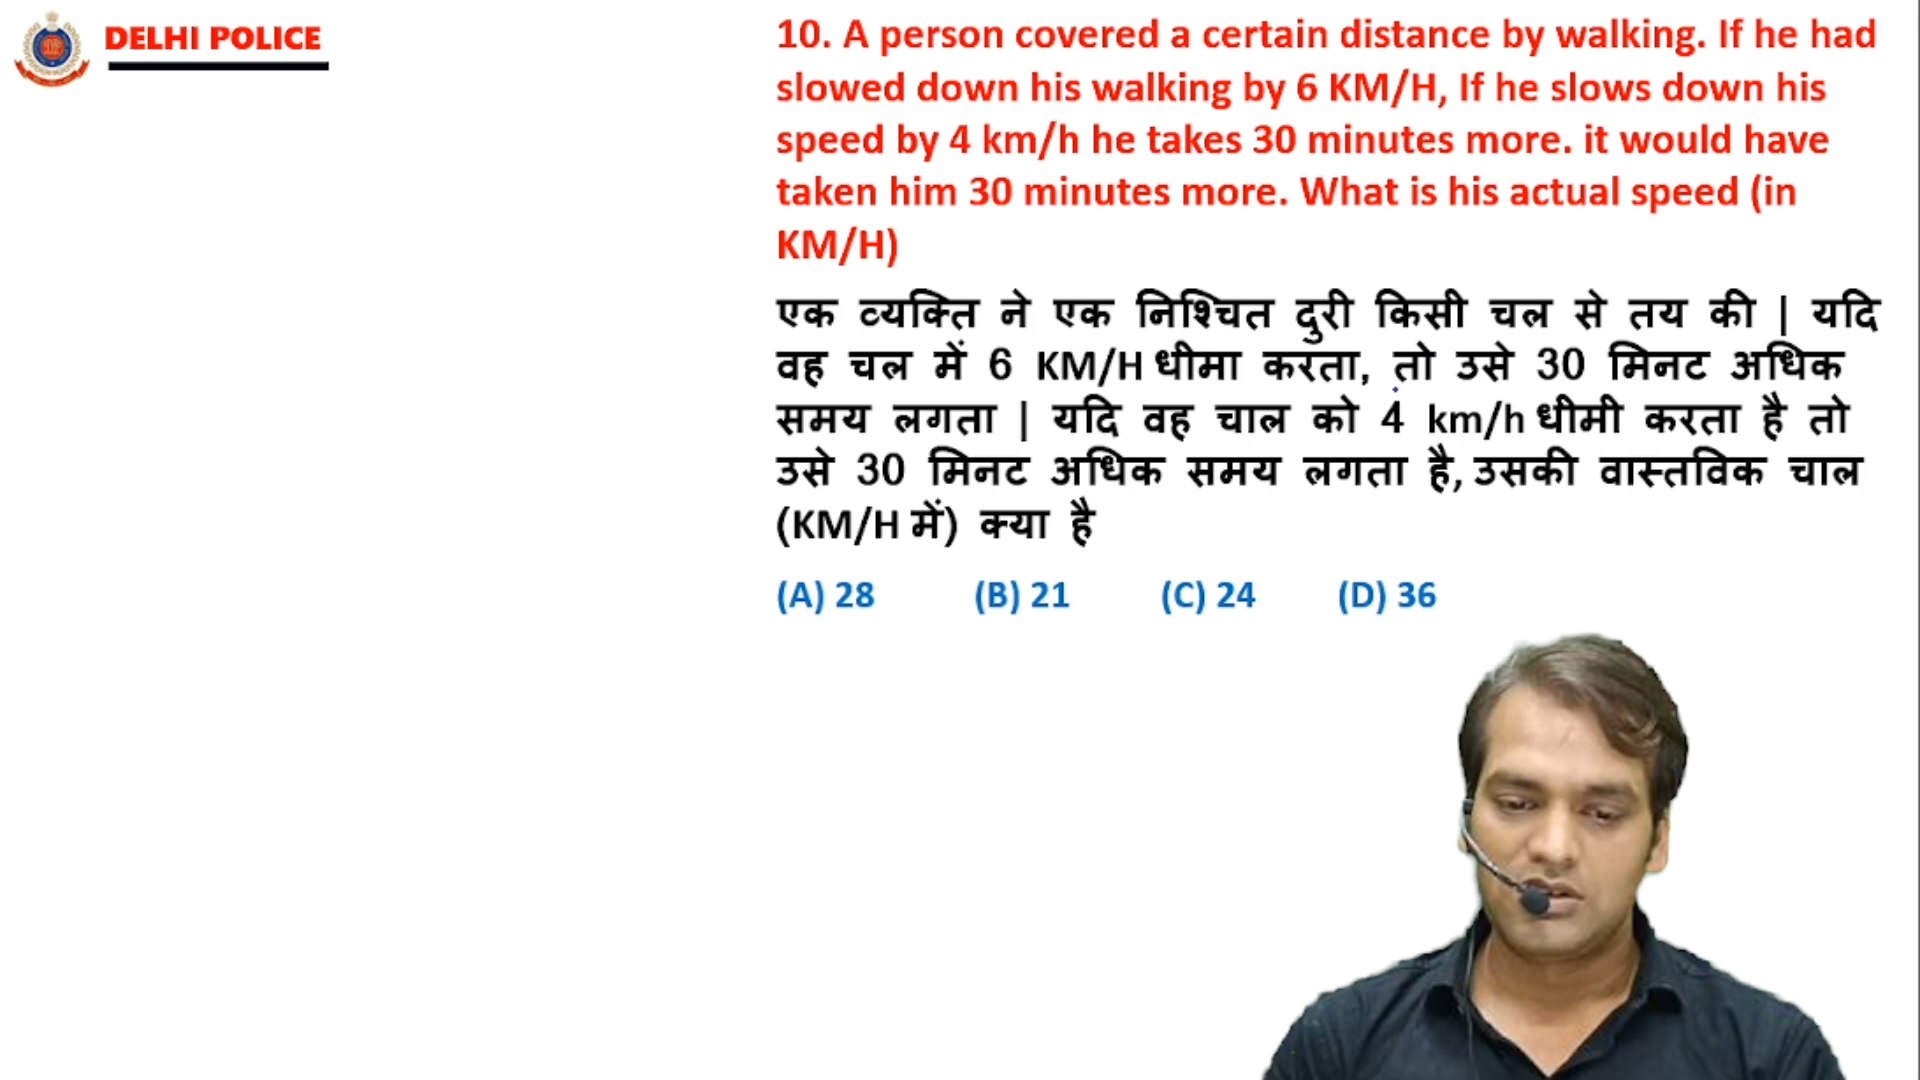 DELHI POLICE
10. A person covered a certain distance by walking. If he had
slowed down his walking by 6 KM/H, If he slows down his
speed by 4 km/h he takes 30 minutes more. it would have
taken him 30 minutes more. What is his actual speed (in
KM/H)
एक व्यक्ति ने एक निश्चित दुरी किसी चल से तय की | यदि
वह चल में 6 KM/H धीमा करता, तो उसे 30 मिनट अधिक
समय लगता | यदि वह चाल को 4 km/h धीमी करता है तो
उसे 30 मिनट अधिक समय लगता है, उसकी वास्तविक चाल
(KM/H में) क्या है
(A) 28 (B) 21 (C) 24 (D) 36